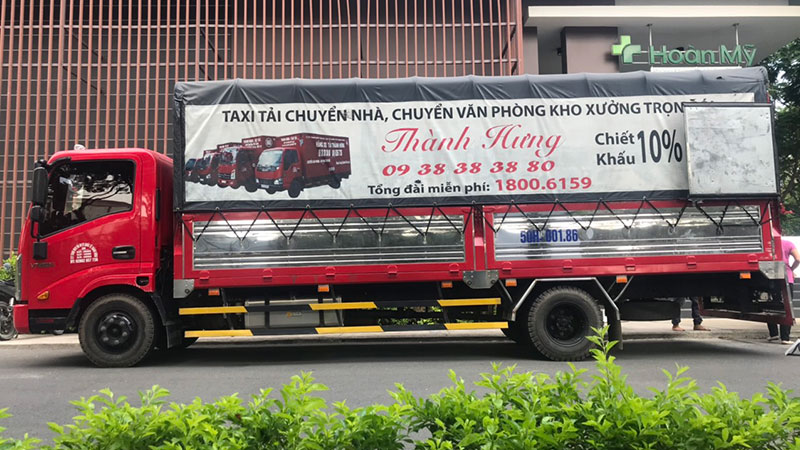 Hoàn Mỹ
TAXI TẢI CHUYỂN NHÀ, CHUYỂN VĂN PHÒNG KHO XƯỞNG TRỌN
Thành Hưng
09 38 38 38 80
Tổng đài miễn phí: 1800.6159
Chiết
Khấu 10%